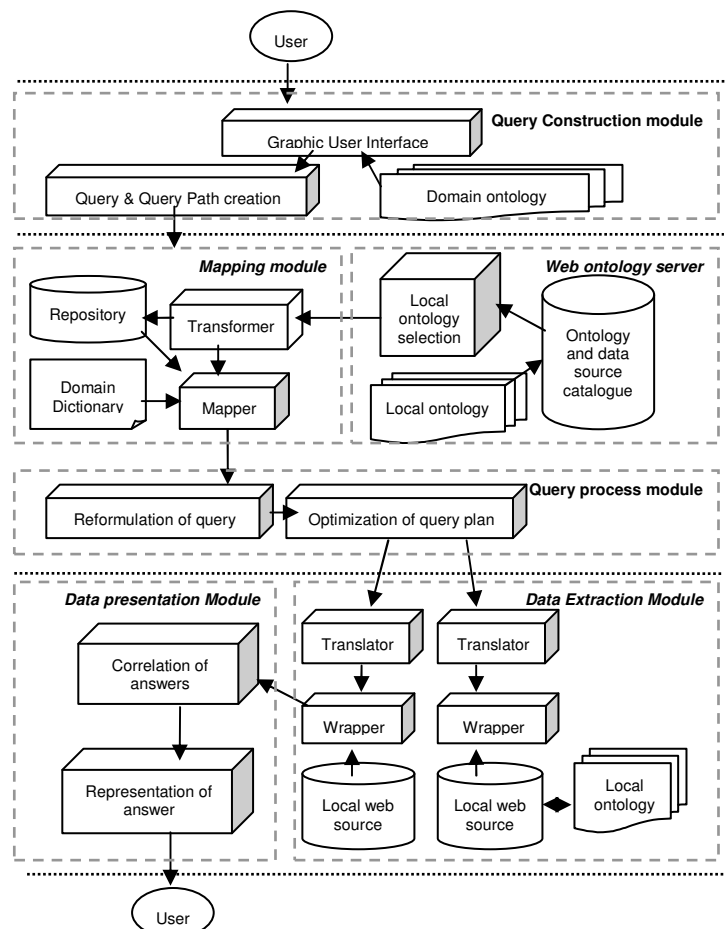 User
Query Construction module
Graphic User Interface
Query & Query Path creation
Domain ontology
Mapping module
Repository
Transformer
Domain
Dictionary
Mapper
Web ontology server
Local
ontology
selection
Ontology
and data
source
catalogue
Local ontology
Query process module
Reformulation of query
Optimization of query plan
Data presentation Module
Correlation of
answers
Representation of
answer
Data Extraction Module
Translator
Translator
Wrapper
Wrapper
Local web
source
Local web
source
Local
ontology
User